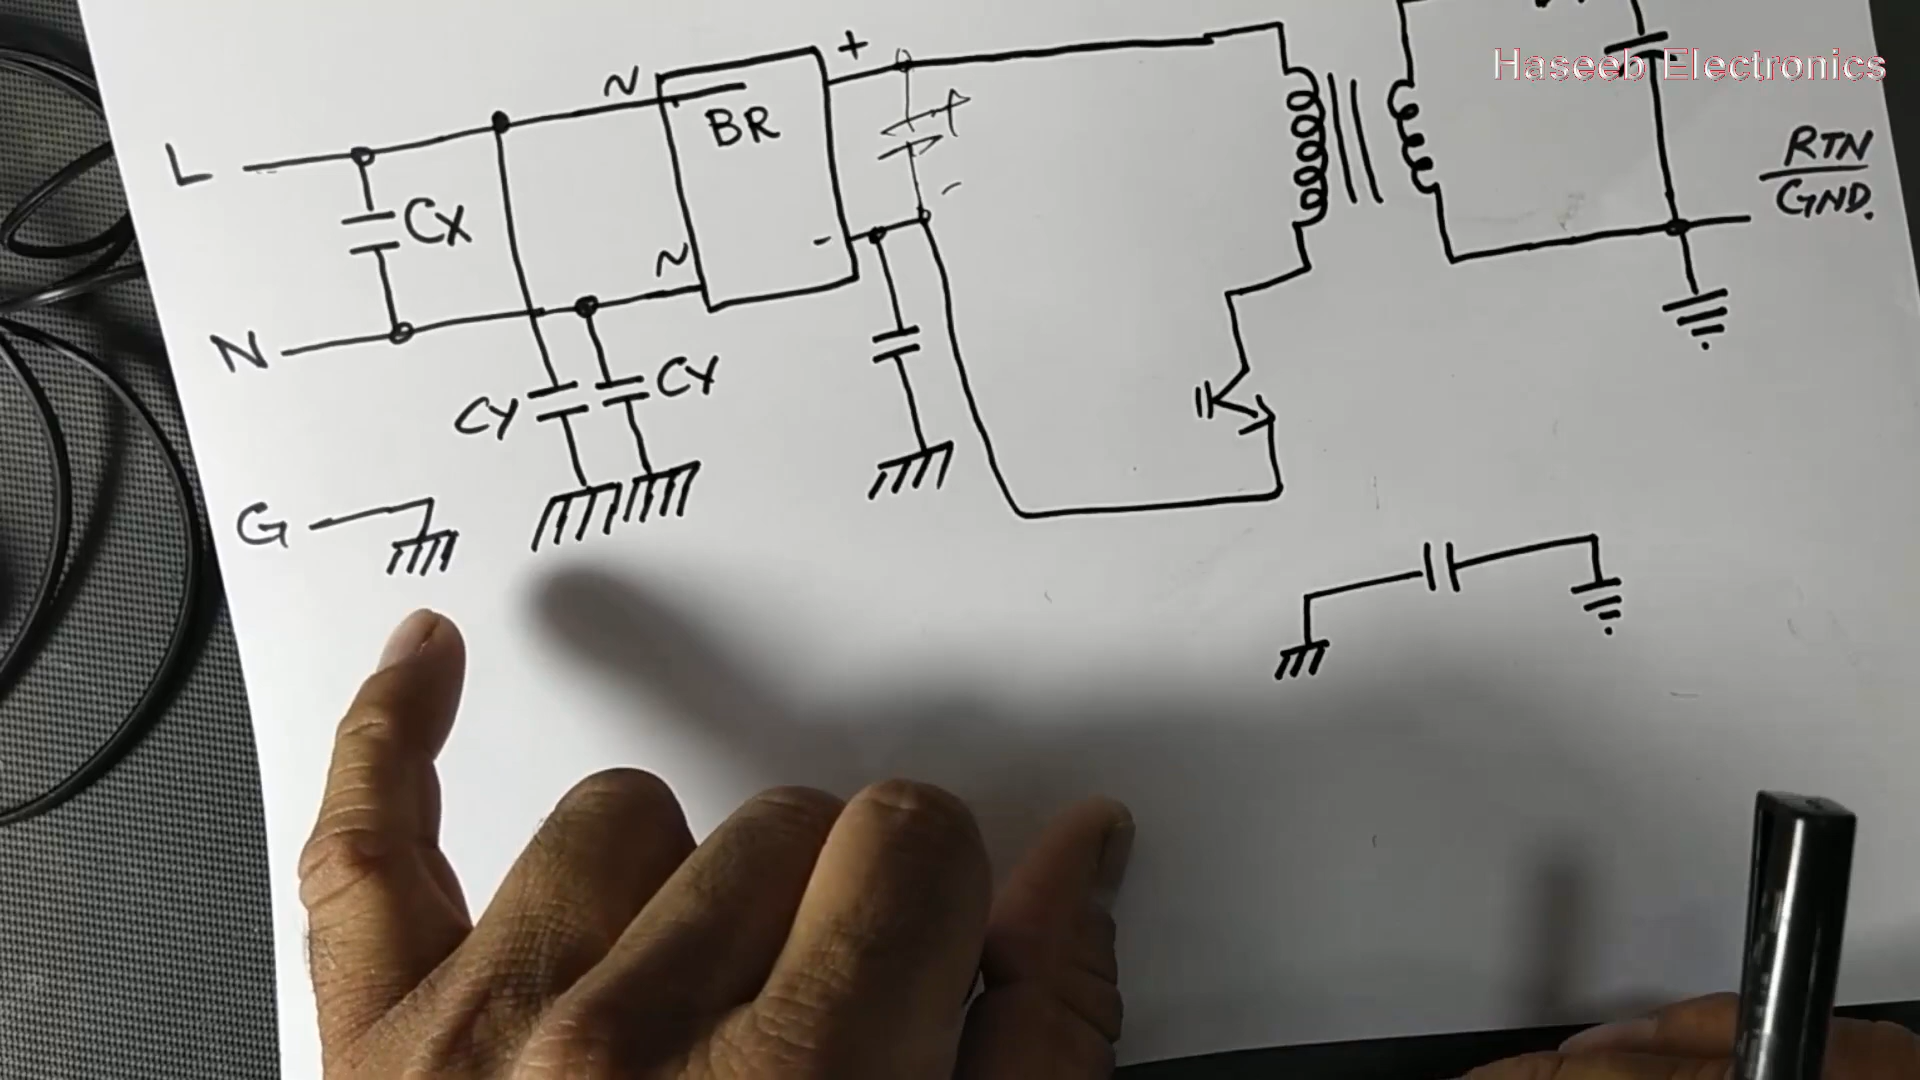 Haseeb Electronics
+
~
BR
L
CX
RTN
GND.
-
~
-
N
CY
CY
G